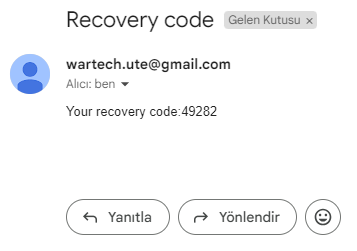 Recovery code Gelen Kutusu ×
wartech.ute@gmail.com
Alıcı: ben
Your recovery code:49282
Yanıtla Yönlendir